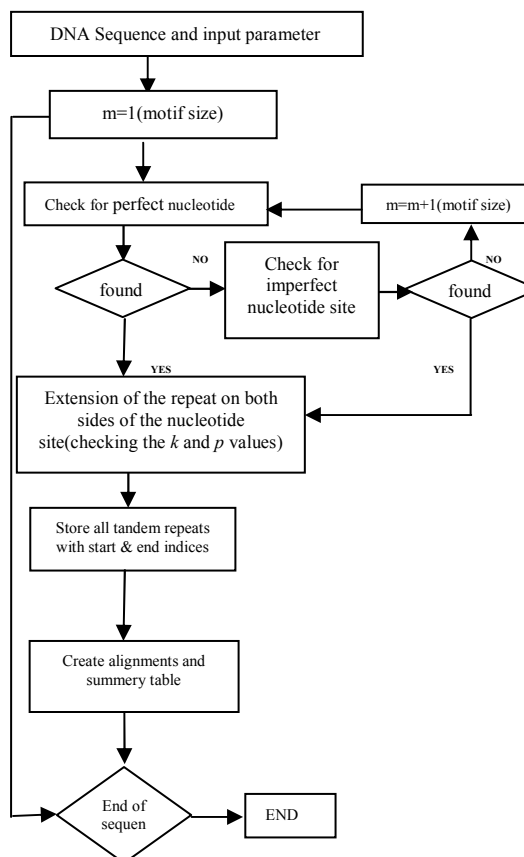 DNA Sequence and input parameter
m=1(motif size)
Check for perfect nucleotide
m=m+1(motif size)
found
NO
Check for
imperfect
nucleotide site
NO
found
YES
YES
Extension of the repeat on both
sides of the nucleotide
site(checking the k and p values)
Store all tandem repeats
with start & end indices
Create alignments and
summery table
End of
sequen
END